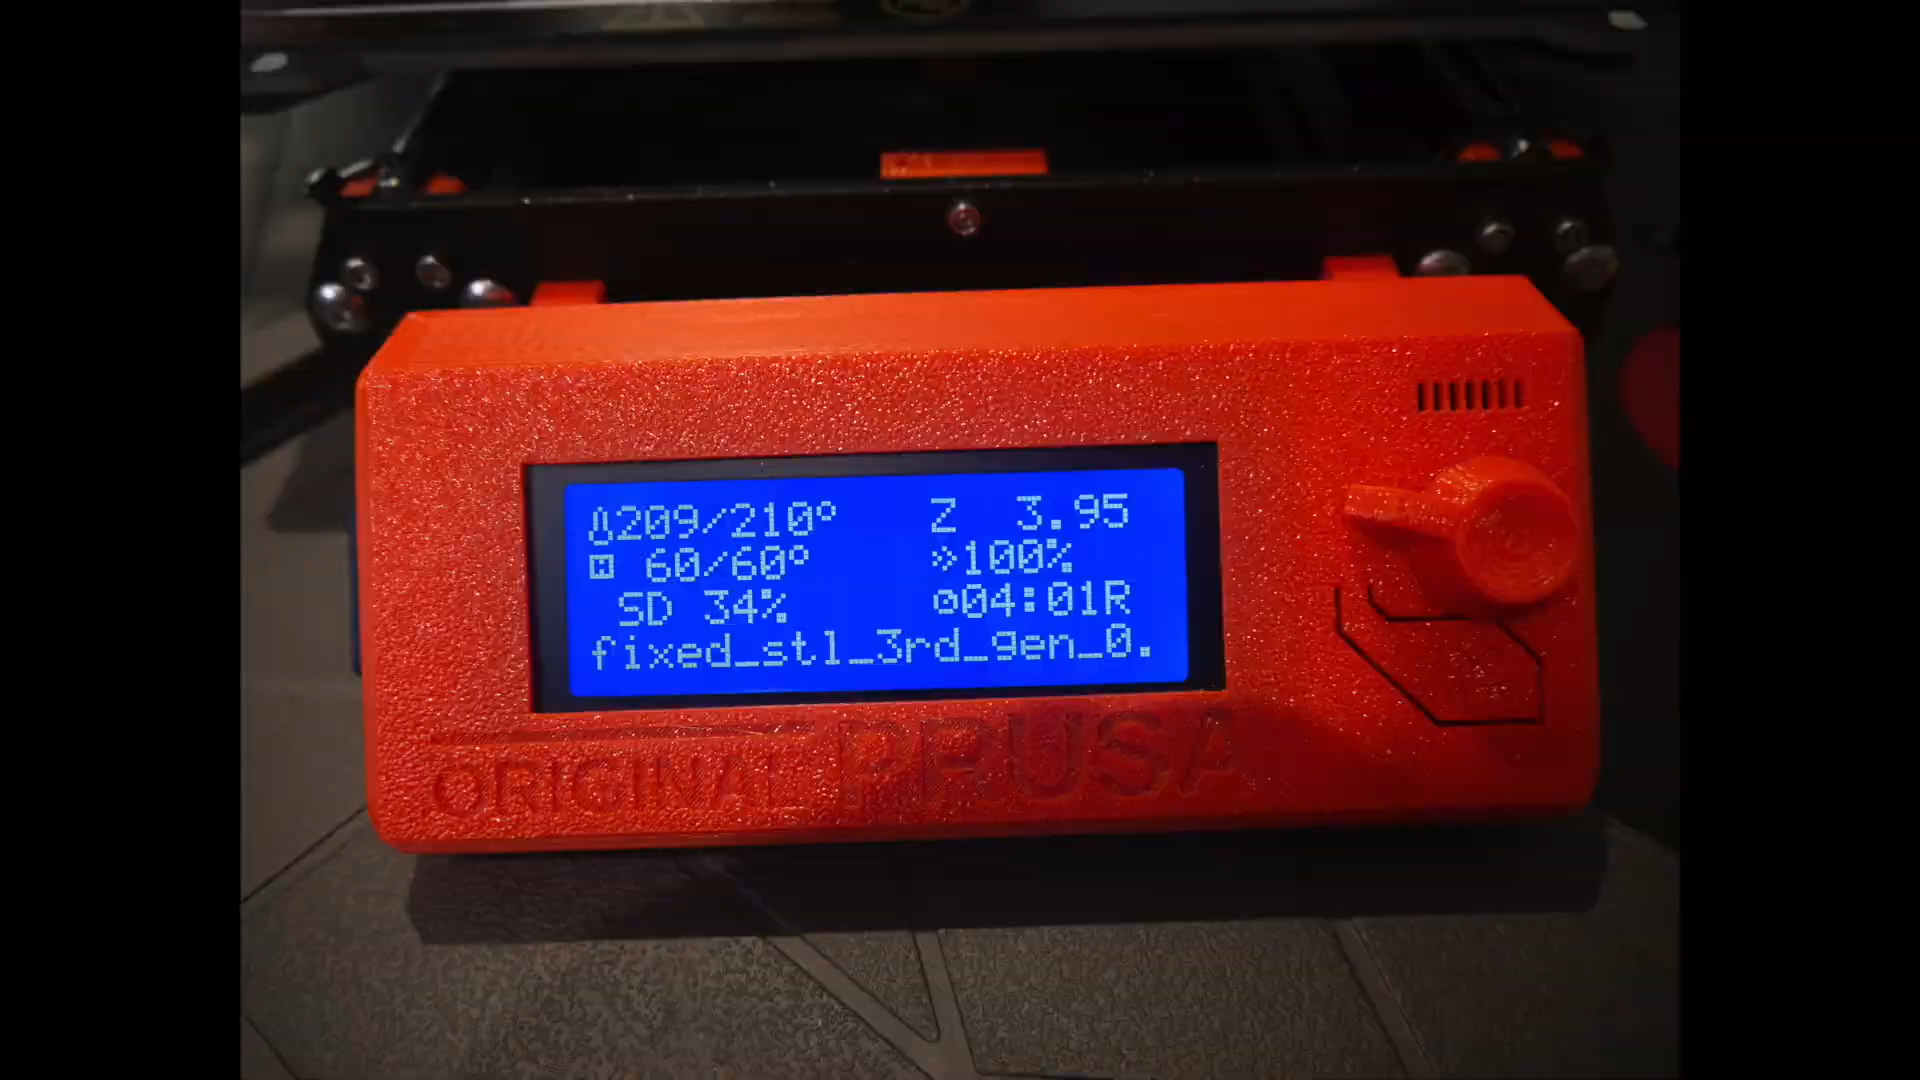 209/210° Z 3.95
60/60° 100%
SD 34% 04:01R
fixed_stl_3rd_gen_0.
ORIGINAL PRUSA